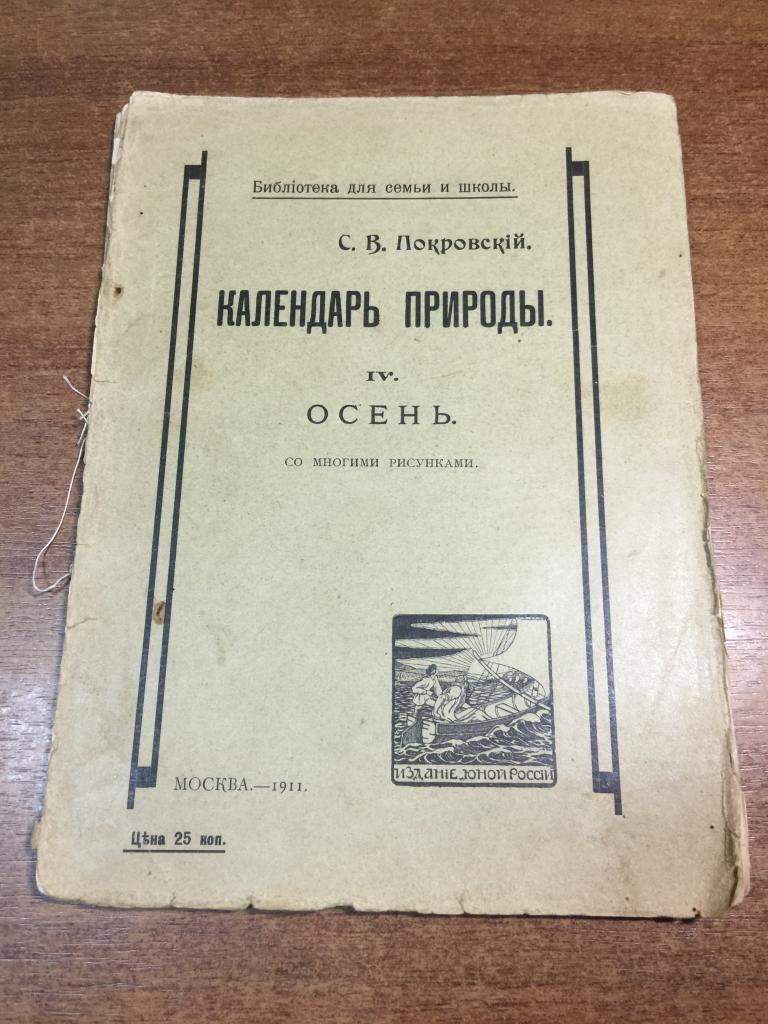 Библіотека для семьи и школы.
С. В. Покровскій.
КАЛЕНДАРЬ ПРИРОДЫ.
IV.
ОСЕНЬ.
СО МНОГИМИ РИСУНКАМИ.
ИЗДАНІЕ ЮНОЙ РОССІИ
МОСКВА.—1911.
Цѣна 25 коп.